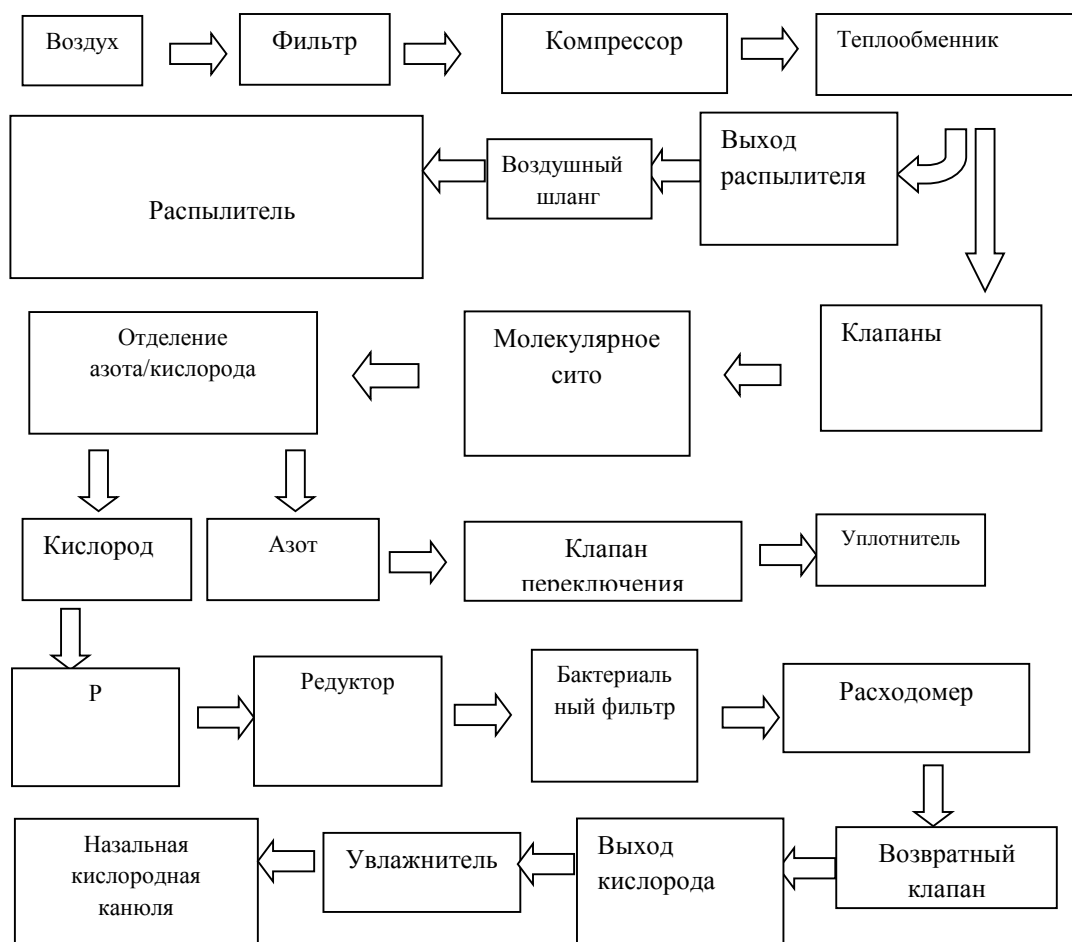 Воздух
Фильтр
Компрессор
Теплообменник
Выход
распылителя
Воздушный
шланг
Распылитель
Клапаны
Молекулярное
сито
Отделение
азота/кислорода
Кислород
Азот
Клапан
переключения
Уплотнитель
Р
Редуктор
Бактериаль
ный фильтр
Расходомер
Возвратный
клапан
Выход
кислорода
Увлажнитель
Назальная
кислородная
канюля